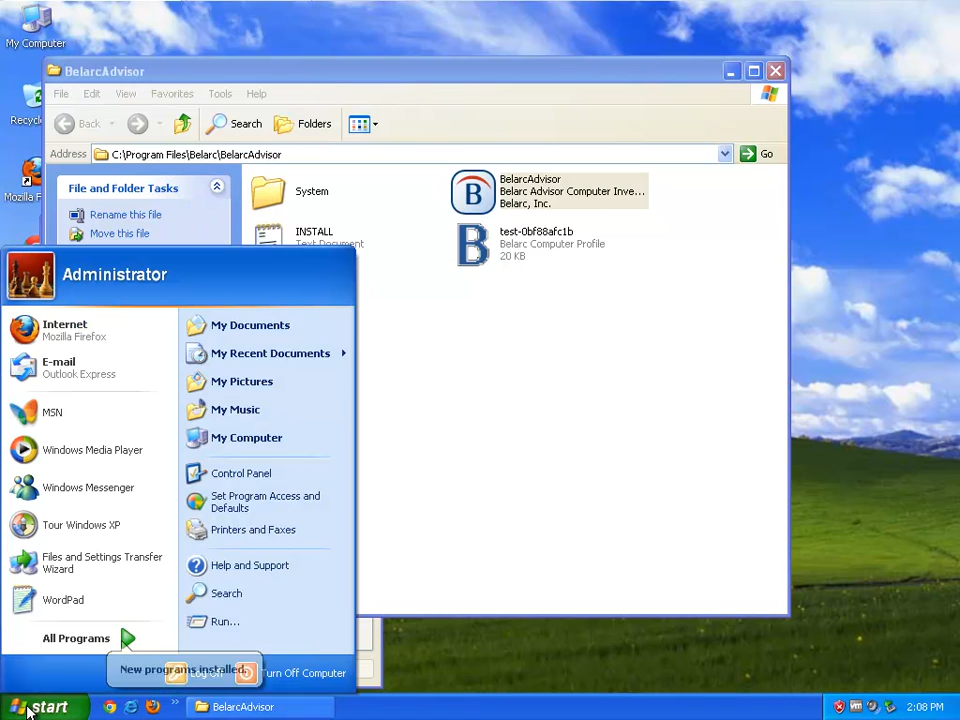 My Computer
BelarcAdvisor
File Edit View Favorites Tools Help
Back Search Folders
Address C:\Program Files\Belarc\BelarcAdvisor Go
File and Folder Tasks
Rename this file
Move this file
System
BelarcAdvisor
Belarc Advisor Computer Inve...
Belarc, Inc.
INSTALL
Text Document
test-0bf88afc1b
Belarc Computer Profile
20 KB
Recycle
Mozilla F
Administrator
Internet
Mozilla Firefox
E-mail
Outlook Express
MSN
Windows Media Player
Windows Messenger
Tour Windows XP
Files and Settings Transfer
Wizard
WordPad
All Programs
My Documents
My Recent Documents
My Pictures
My Music
My Computer
Control Panel
Set Program Access and
Defaults
Printers and Faxes
Help and Support
Search
Run...
New programs installed.
Log Off Turn Off Computer
start
BelarcAdvisor
2:08 PM